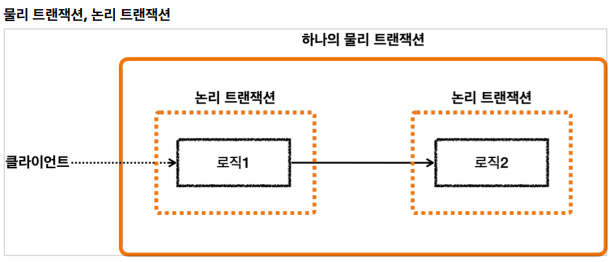 물리 트랜잭션, 논리 트랜잭션
하나의 물리 트랜잭션
논리 트랜잭션
논리 트랜잭션
클라이언트
로직1
로직2